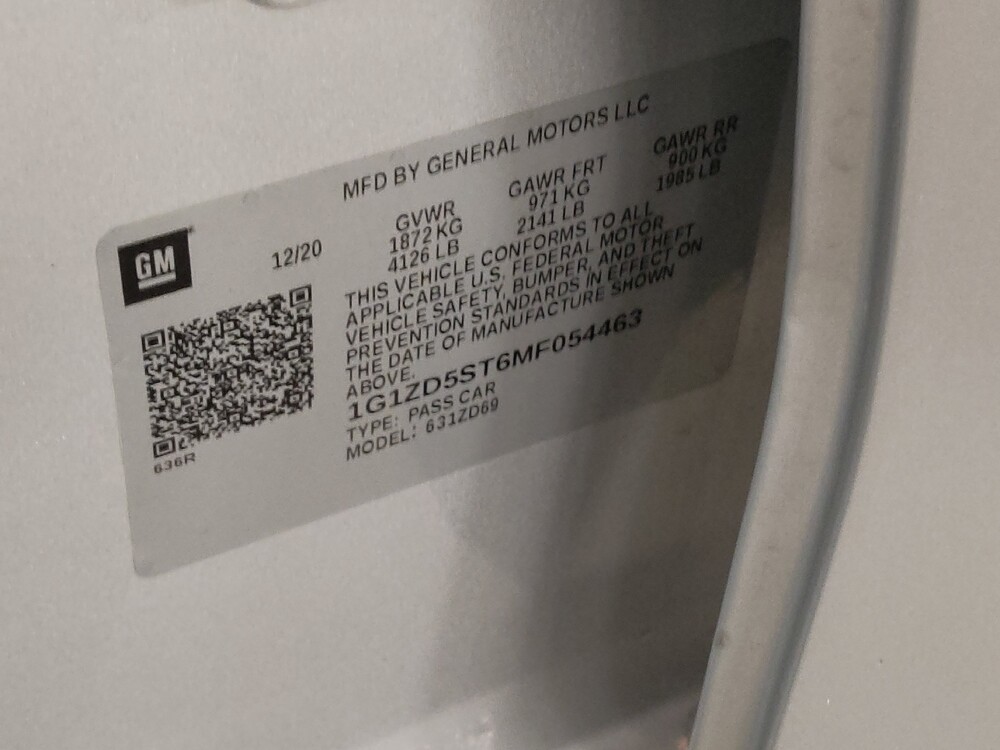 MFD BY GENERAL MOTORS LLC
GM
12/20
GVWR GAWR FRT GAWR RR
1872 KG 971 KG 900 KG
4126 LB 2141 LB 1985 LB
THIS VEHICLE CONFORMS TO ALL
APPLICABLE U.S. FEDERAL MOTOR
VEHICLE SAFETY, BUMPER, AND THEFT
PREVENTION STANDARDS IN EFFECT ON
THE DATE OF MANUFACTURE SHOWN
ABOVE.
1G1ZD5ST6MF054463
TYPE: PASS CAR
MODEL: 631ZD69
636R